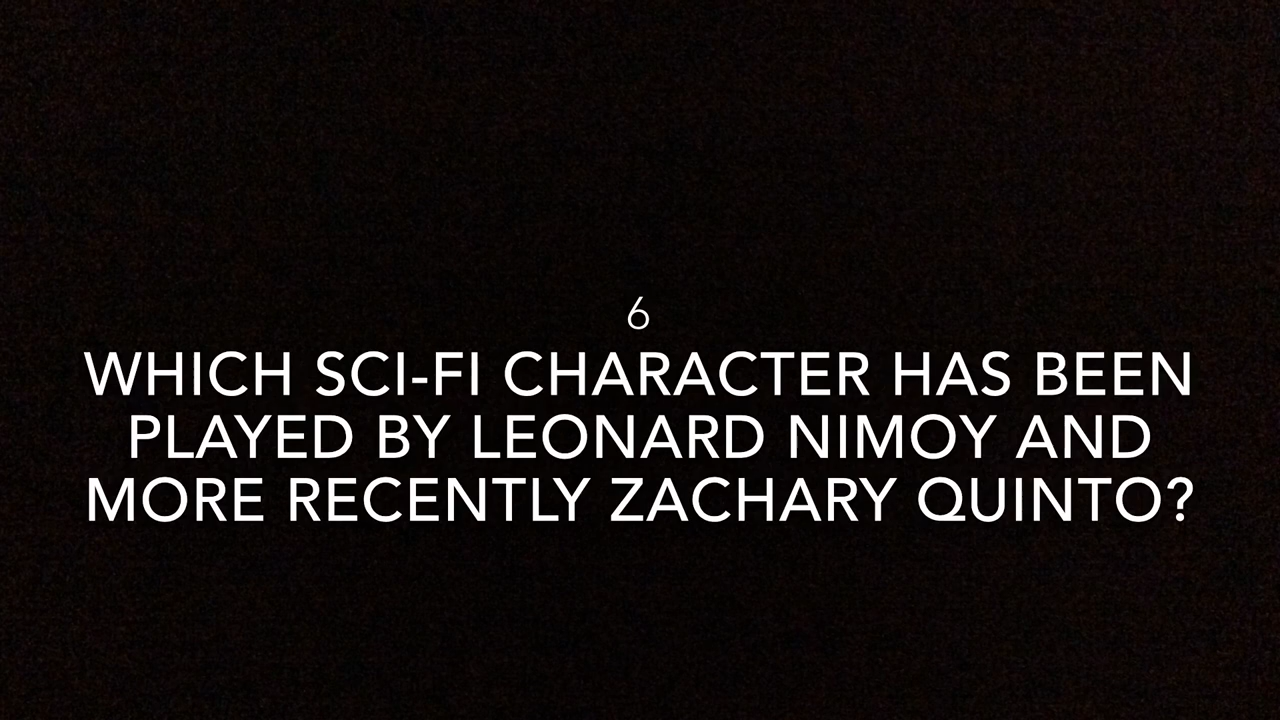 6
WHICH SCI-FI CHARACTER HAS BEEN
PLAYED BY LEONARD NIMOY AND
MORE RECENTLY ZACHARY QUINTO?